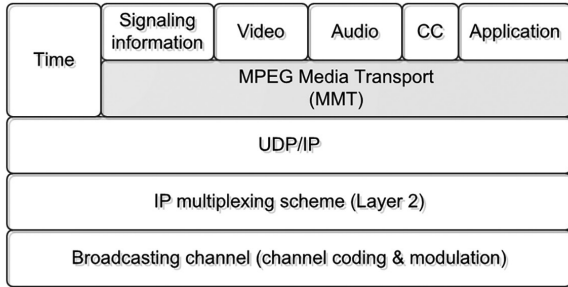 Time
Signaling
information
Video
Audio
CC
Application
MPEG Media Transport
(MMT)
UDP/IP
IP multiplexing scheme (Layer 2)
Broadcasting channel (channel coding & modulation)